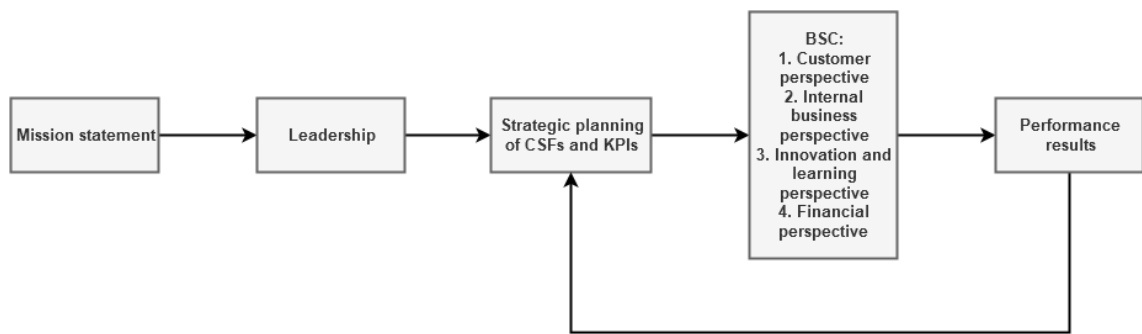 Mission statement
Leadership
Strategic planning
of CSFs and KPIs
BSC:
1. Customer
perspective
2. Internal
business
perspective
3. Innovation and
learning
perspective
4. Financial
perspective
Performance
results